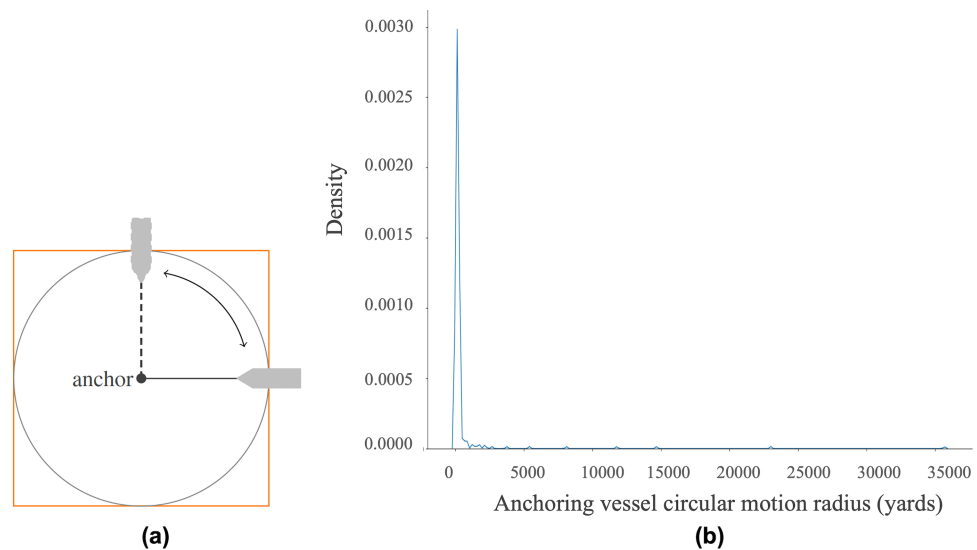 anchor
(a)
0.0030
0.0025
0.0020
0.0015
0.0010
0.0005
0.0000
Density
0 5000 10000 15000 20000 25000 30000 35000
Anchoring vessel circular motion radius (yards)
(b)